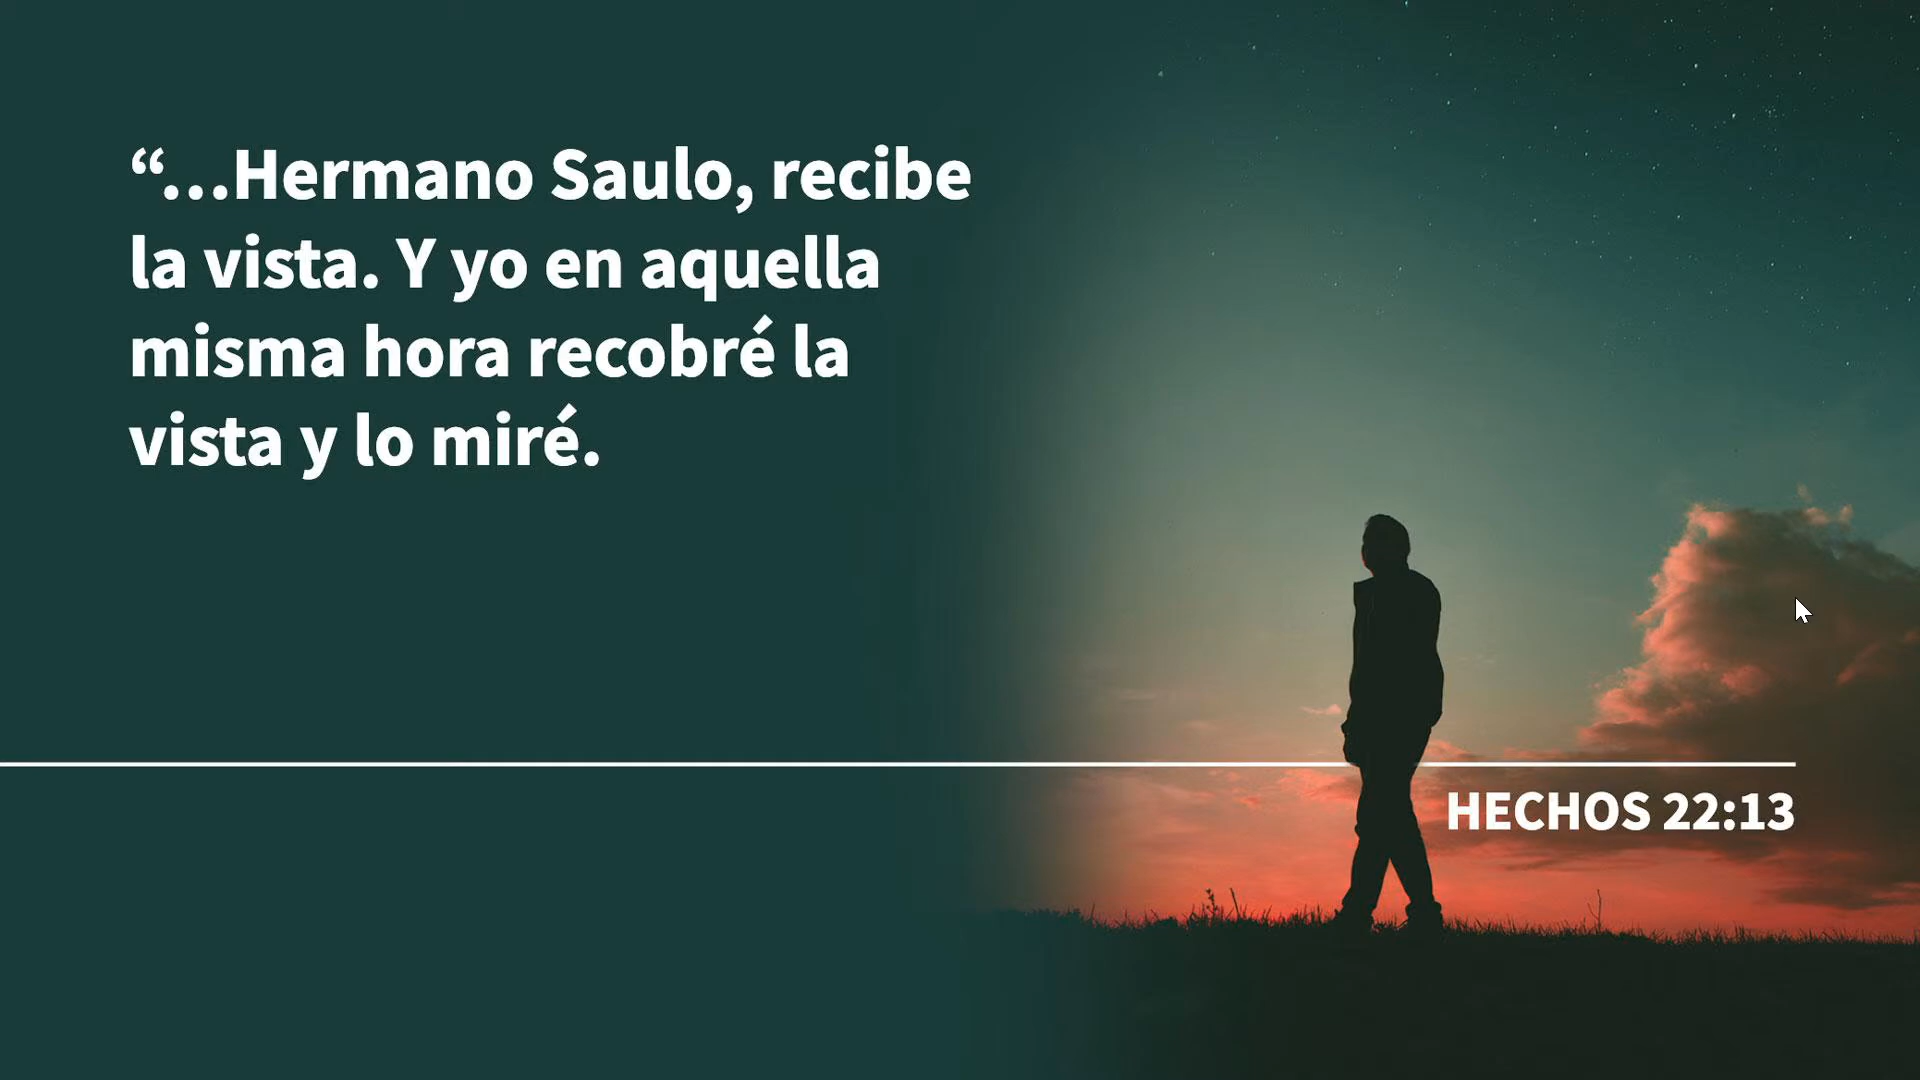 “…Hermano Saulo, recibe
la vista. Y yo en aquella
misma hora recobré la
vista y lo miré.
HECHOS 22:13